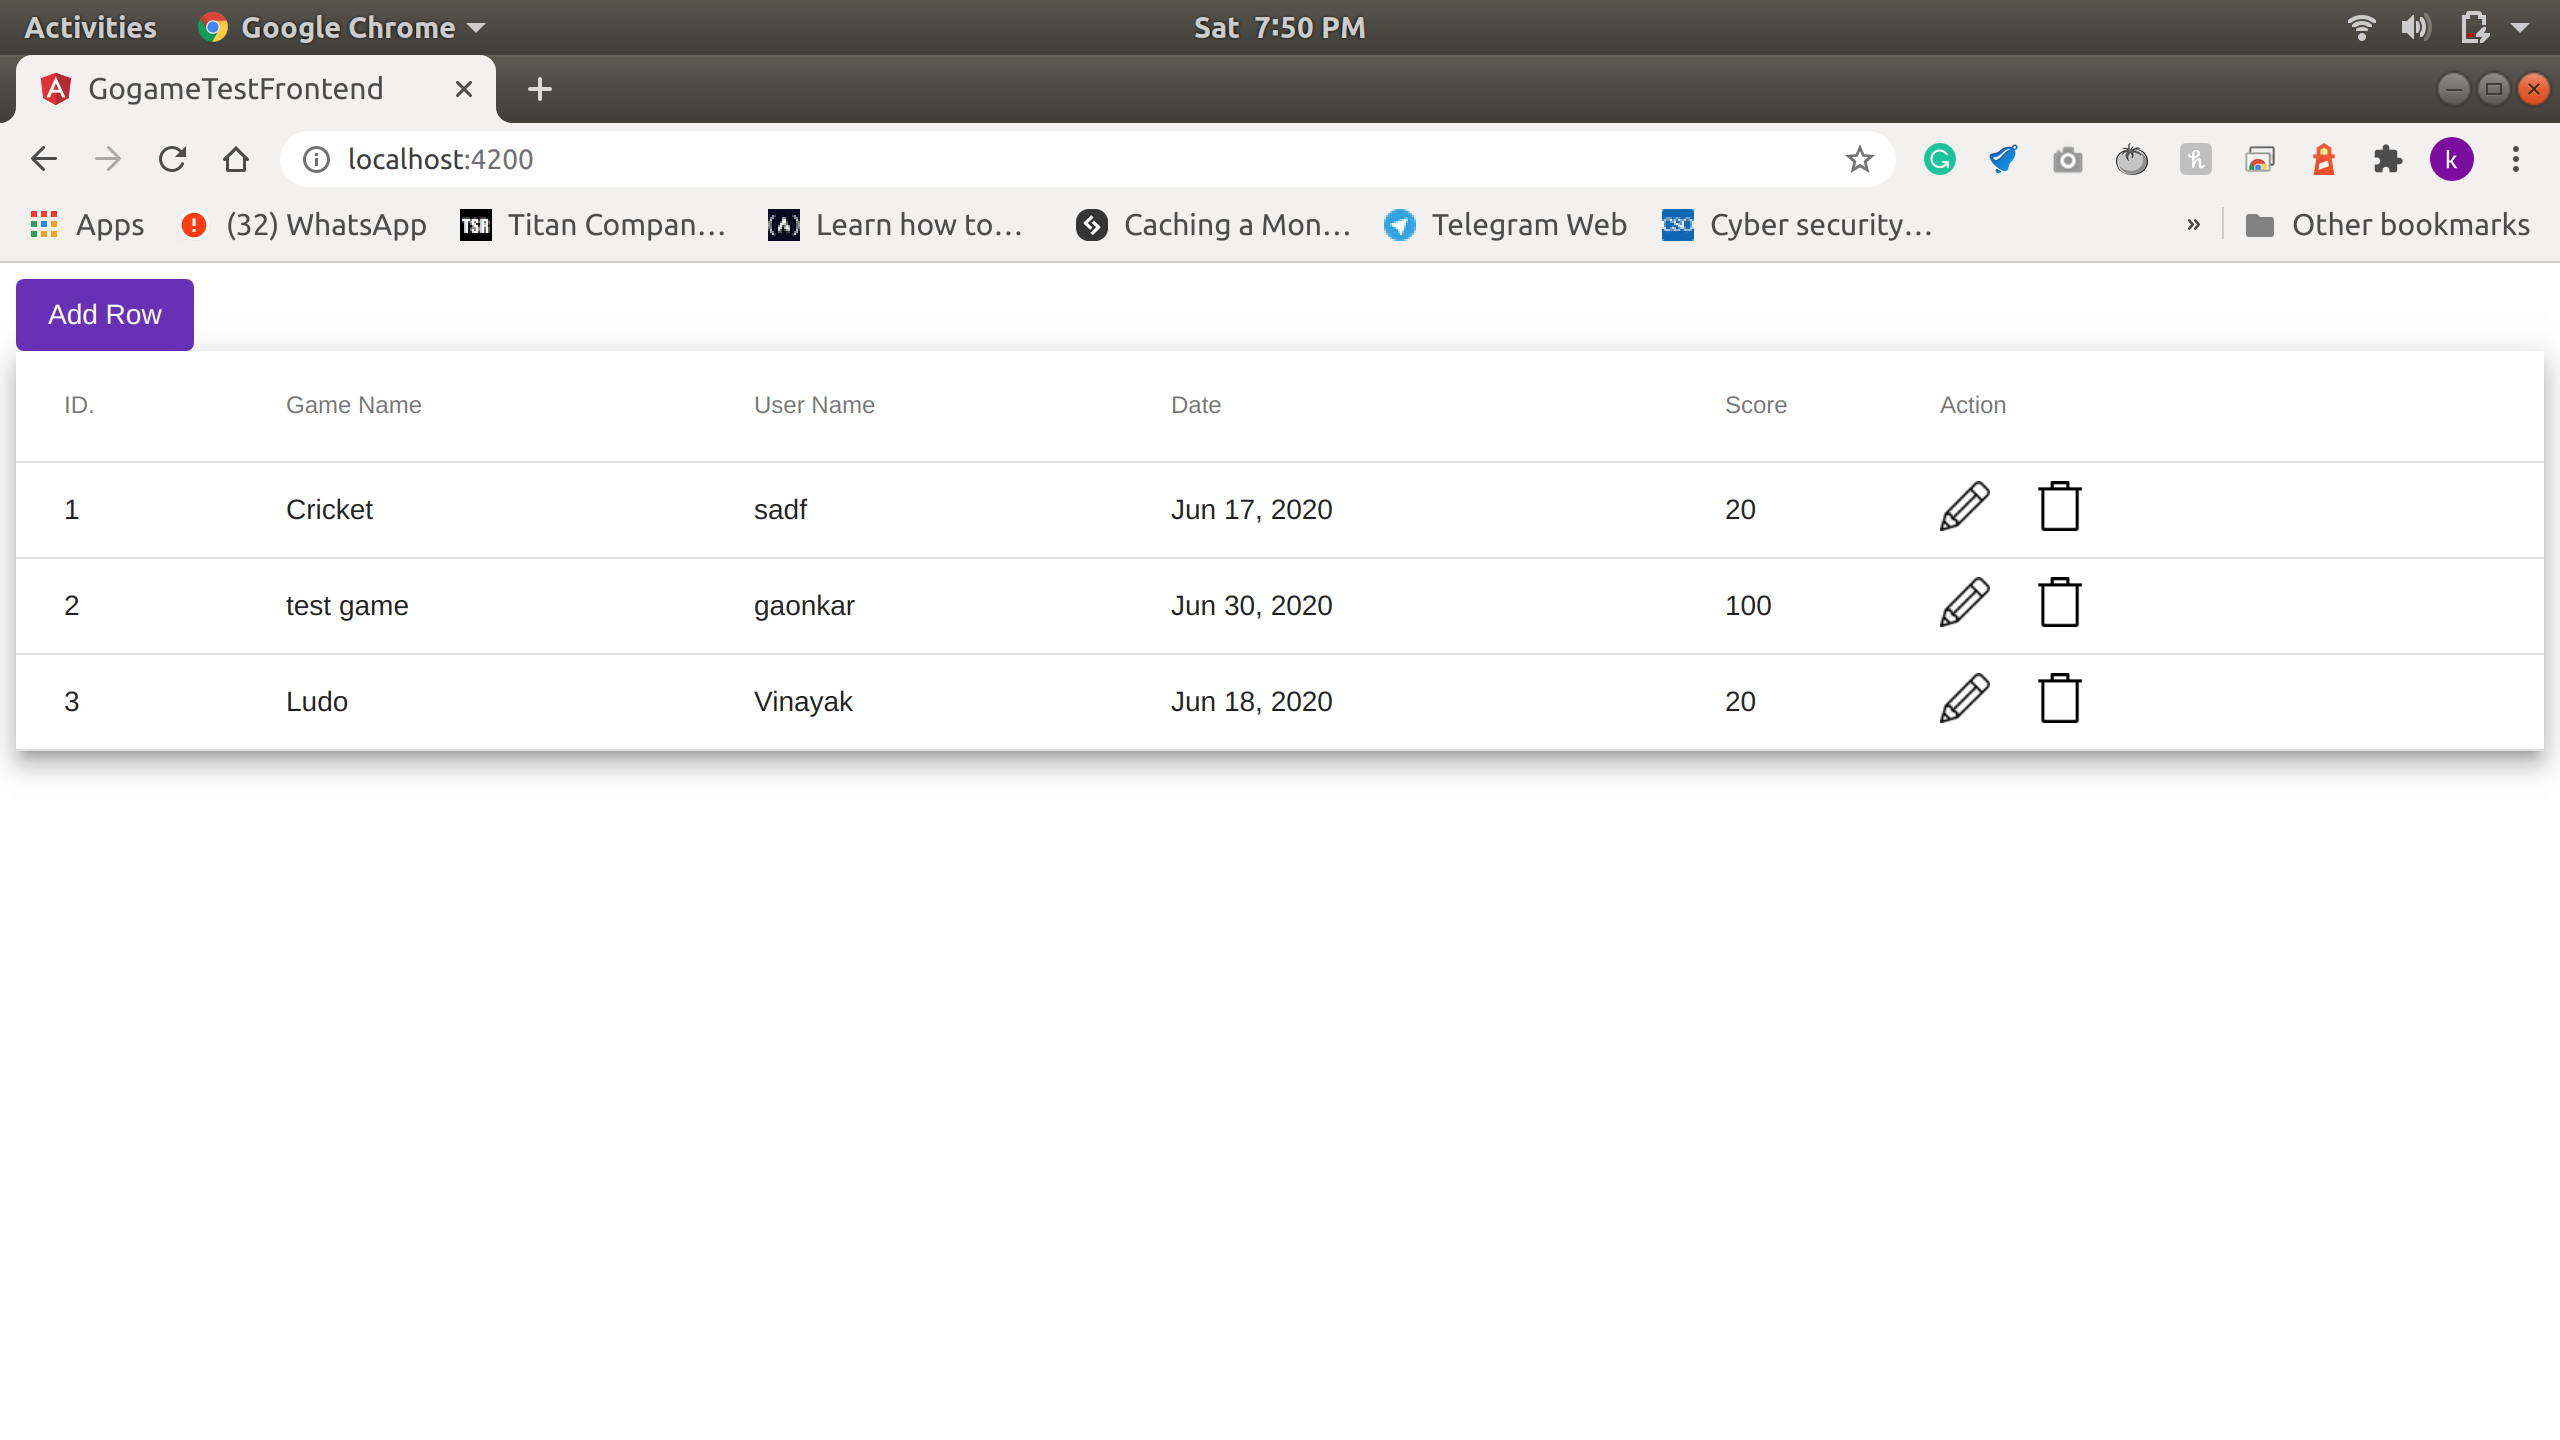 Activities Google Chrome Sat 7:50 PM
GogameTestFrontend
localhost:4200 k
Apps (32) WhatsApp TSR Titan Compan... Learn how to... Caching a Mon... Telegram Web CSO Cyber security... » Other bookmarks
Add Row
ID. Game Name User Name Date Score Action
1 Cricket sadf Jun 17, 2020 20
2 test game gaonkar Jun 30, 2020 100
3 Ludo Vinayak Jun 18, 2020 20